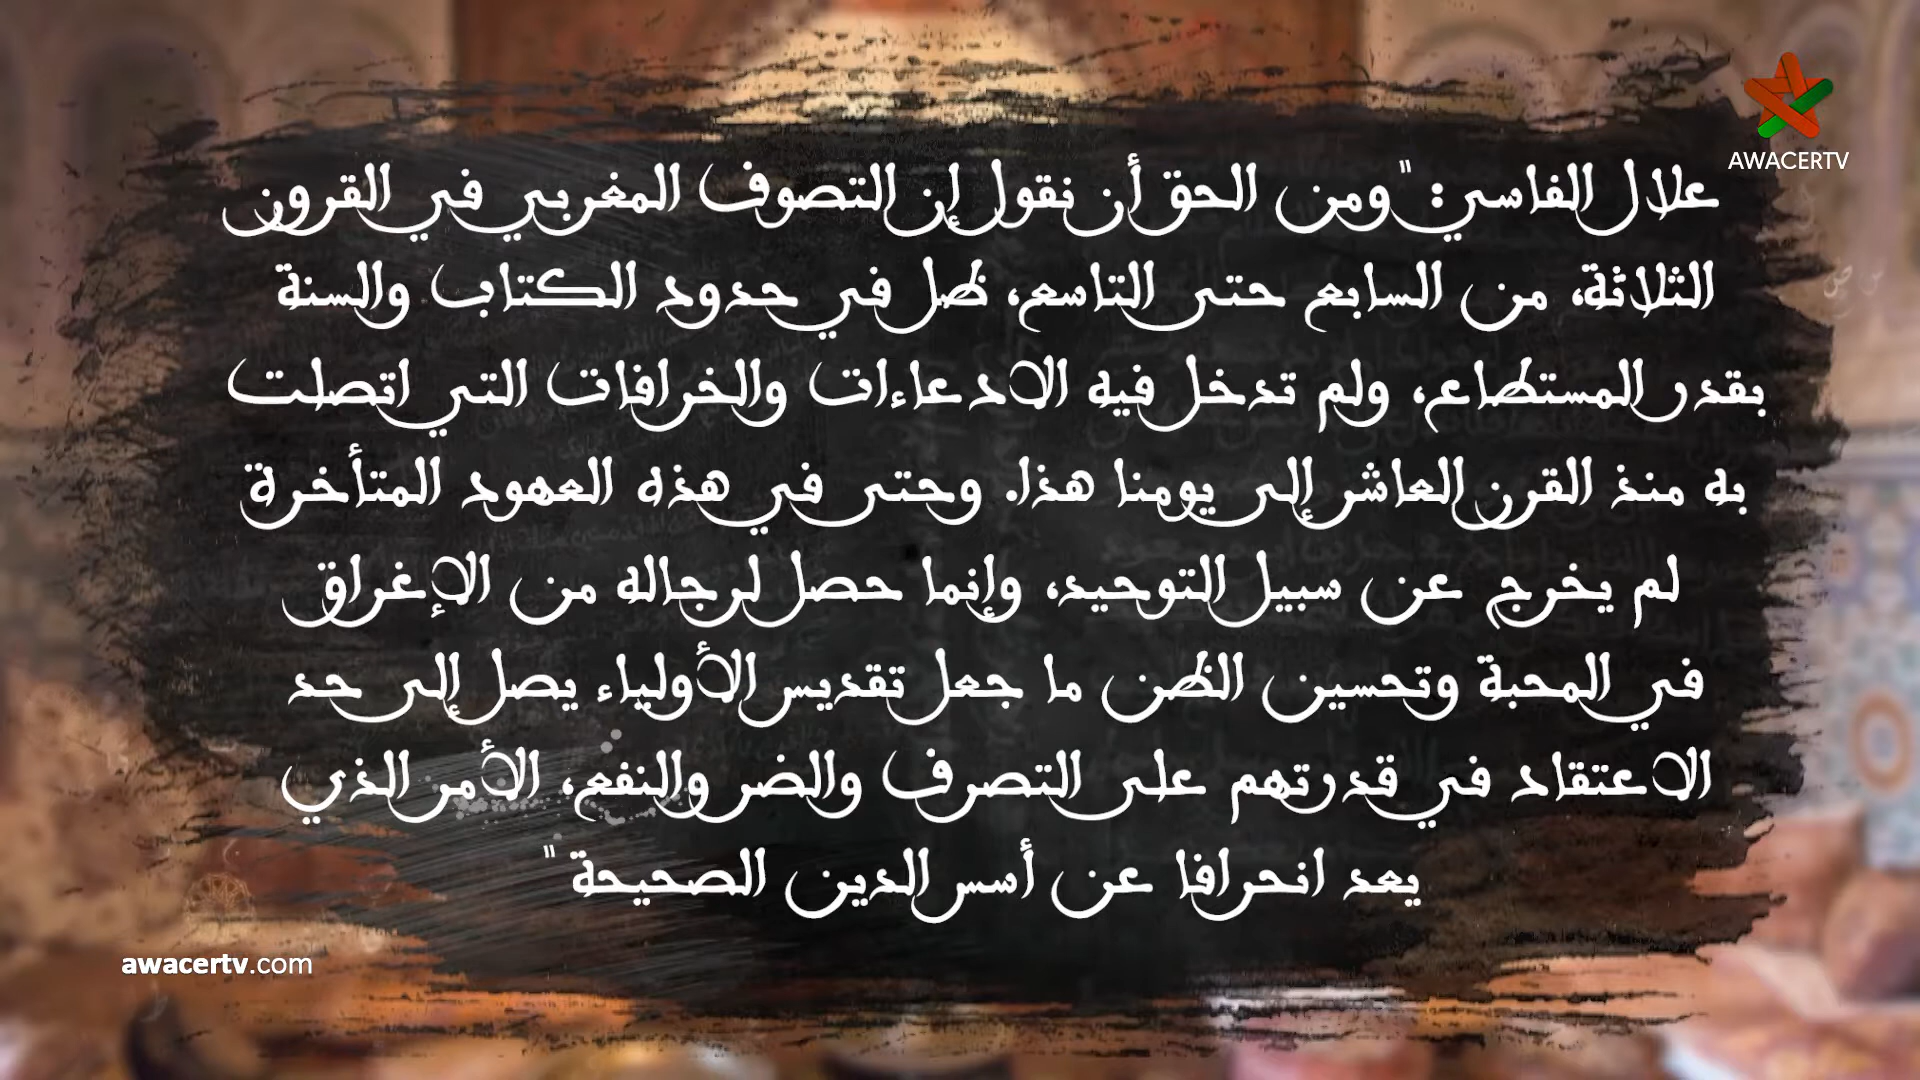 AWACERTV
علال الفاسي: "ومن الحق أن نقول إن التصوف المغربي في القرون
الثلاثة، من السابع حتى التاسع، ظل في حدود الكتاب والسنة
بقدر المستطاع، ولم تدخل فيه الادعاءات والخرافات التي اتصلت
به منذ القرن العاشر إلى يومنا هذا. وحتى في هذه العهود المتأخرة
لم يخرج عن سبيل التوحيد، وإنما حصل لرجاله من الإغراق
في المحبة وتحسين الظن ما جعل تقديس الأولياء يصل إلى حد
الاعتقاد في قدرتهم على التصرف والضر والنفع، الأمر الذي
يعد انحرافا عن أسس الدين الصحيحة"
awacertv.com